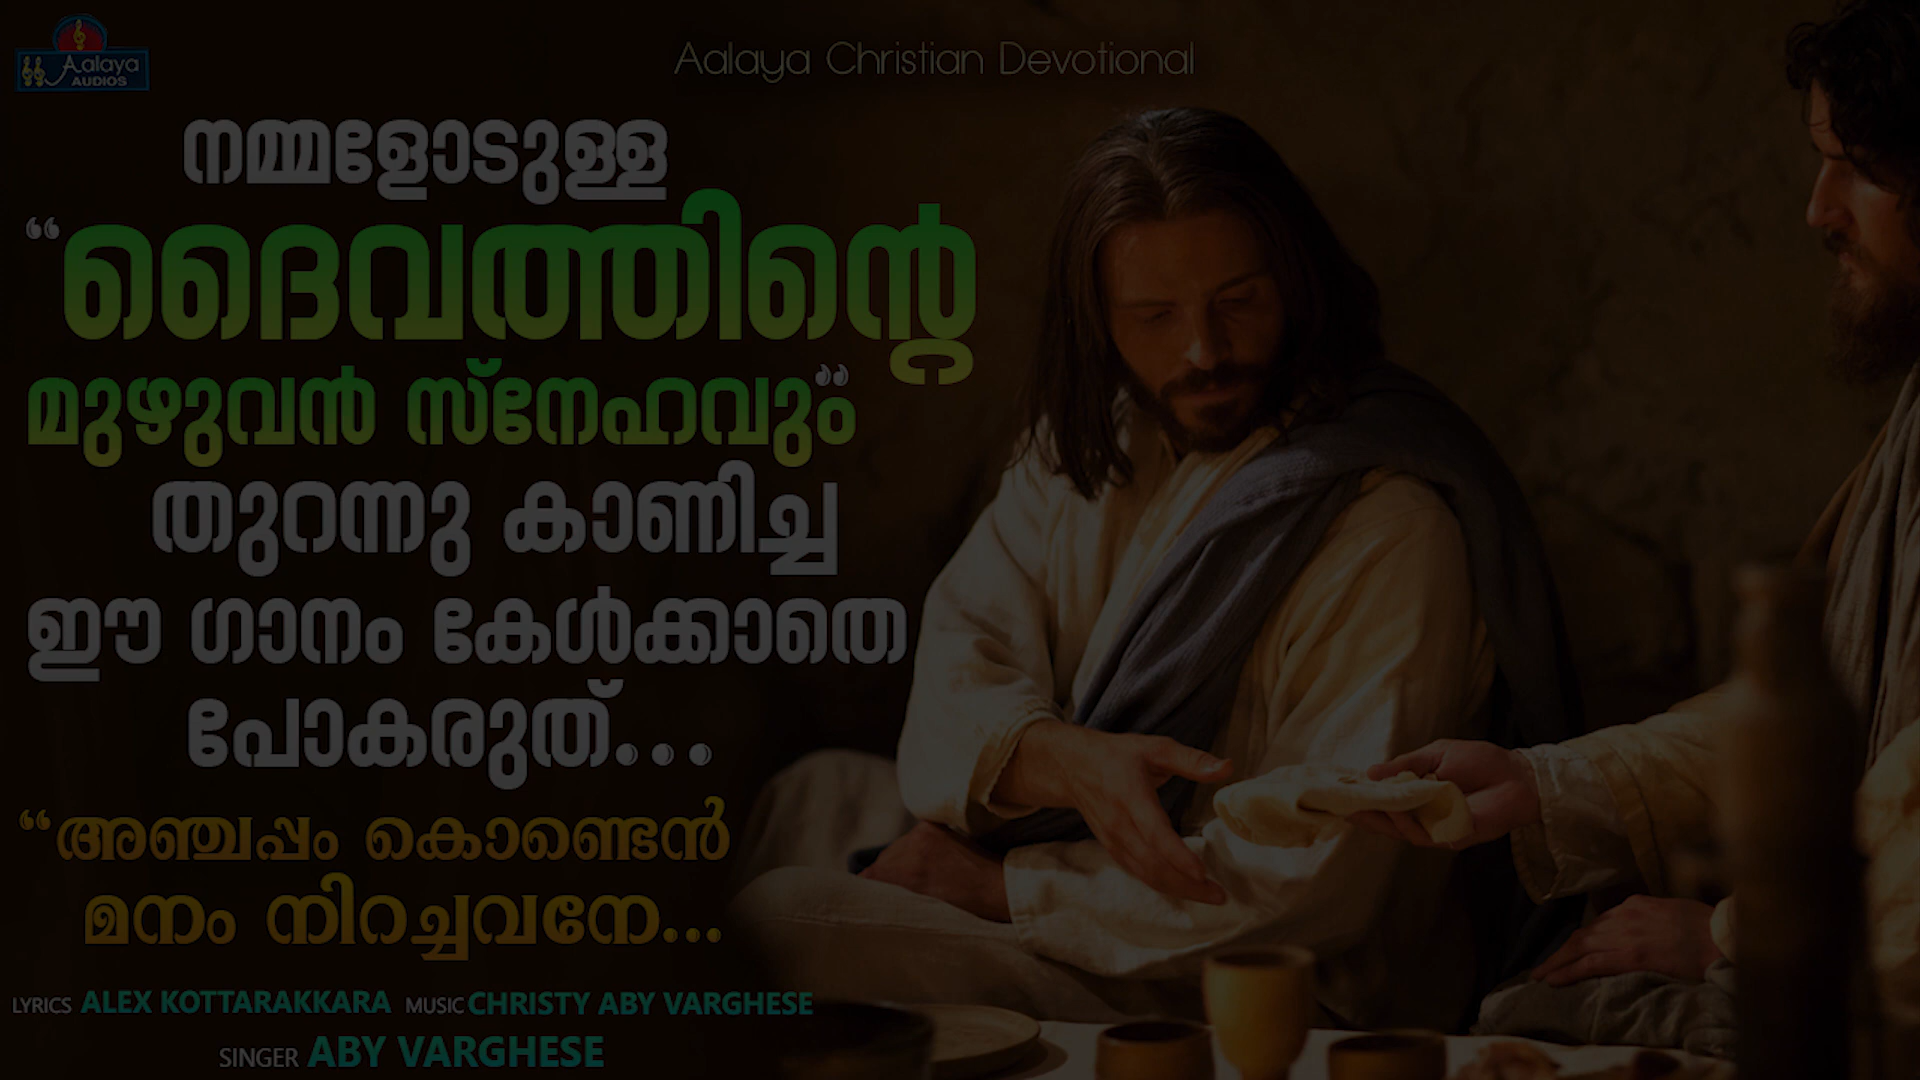 Aalaya
AUDIOS
Aalaya Christian Devotional
നമ്മളോടുള്ള
“ദൈവത്തിന്റെ
മുഴുവൻ സ്നേഹവും”
തുറന്നു കാണിച്ച
ഈ ഗാനം കേൾക്കാതെ
പോകരുത്...
“അഞ്ചപ്പം കൊണ്ടെൻ
മനം നിറച്ചവനേ...
LYRICS ALEX KOTTARAKKARA MUSIC CHRISTY ABY VARGHESE
SINGER ABY VARGHESE